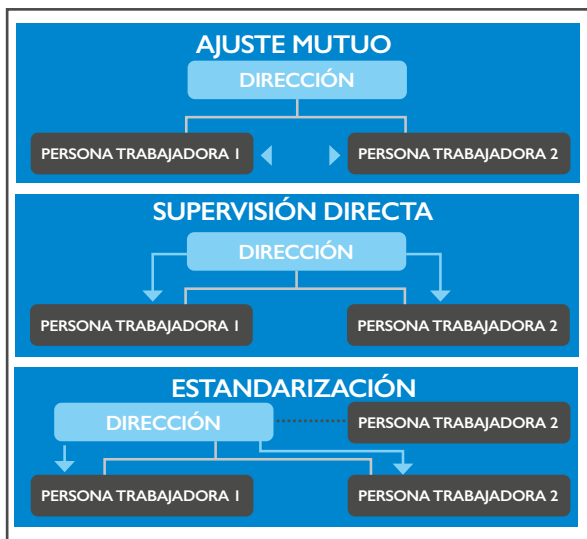 AJUSTE MUTUO
DIRECCIÓN
PERSONA TRABAJADORA 1
PERSONA TRABAJADORA 2
SUPERVISIÓN DIRECTA
DIRECCIÓN
PERSONA TRABAJADORA 1
PERSONA TRABAJADORA 2
ESTANDARIZACIÓN
DIRECCIÓN
PERSONA TRABAJADORA 2
PERSONA TRABAJADORA 1
PERSONA TRABAJADORA 2